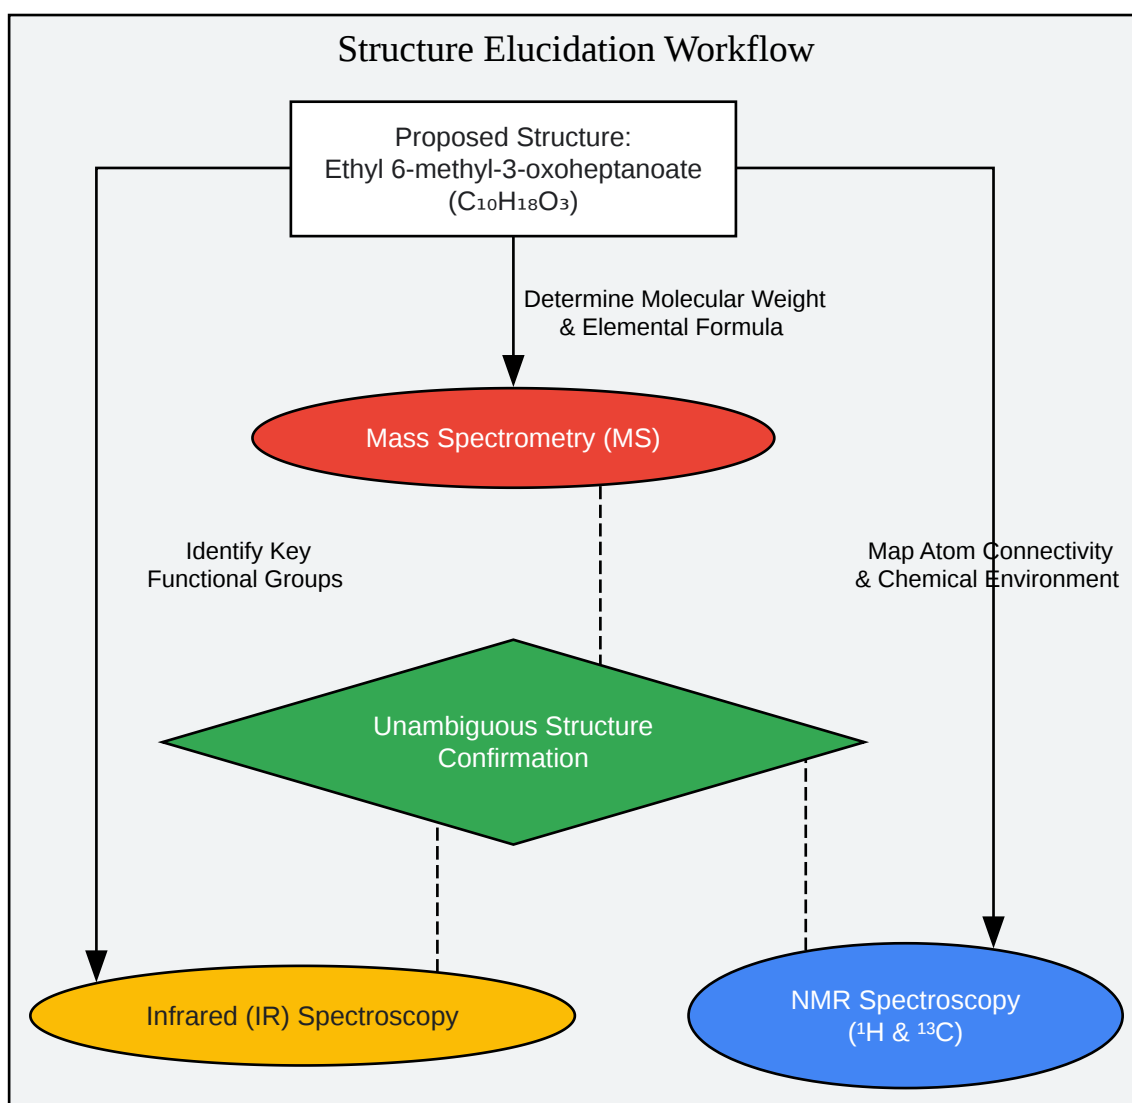 Structure Elucidation Workflow
Proposed Structure:
Ethyl 6-methyl-3-oxoheptanoate
(C₁₀H₁₈O₃)
Determine Molecular Weight
& Elemental Formula
Mass Spectrometry (MS)
Identify Key
Functional Groups
Map Atom Connectivity
& Chemical Environment
Unambiguous Structure
Confirmation
Infrared (IR) Spectroscopy
NMR Spectroscopy
(¹H & ¹³C)